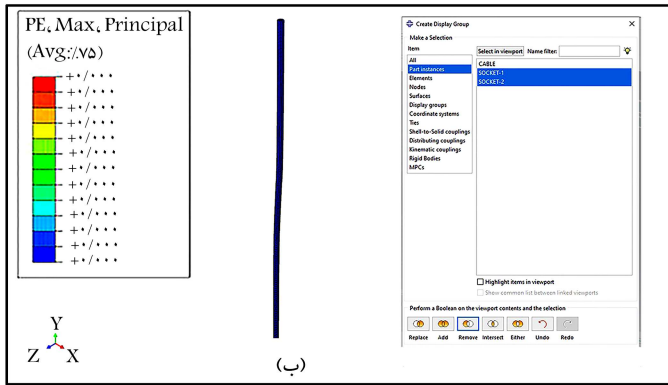 PE، Max، Principal
(Avg:٪۷۵)
+۰/۰۰۰
+۰/۰۰۰
+۰/۰۰۰
+۰/۰۰۰
+۰/۰۰۰
+۰/۰۰۰
+۰/۰۰۰
+۰/۰۰۰
+۰/۰۰۰
+۰/۰۰۰
+۰/۰۰۰
+۰/۰۰۰
+۰/۰۰۰
Y
Z X
(ب)
Create Display Group
Make a Selection
Item
All
Part instances
Elements
Nodes
Surfaces
Display groups
Coordinate systems
Ties
Shell-to-Solid couplings
Distributing couplings
Kinematic couplings
Rigid Bodies
MPCs
Select in viewport Name filter:
CABLE
SOCKET-1
SOCKET-2
Highlight items in viewport
Show common list between linked viewports
Perform a Boolean on the viewport contents and the selection
Replace Add Remove Intersect Either Undo Redo